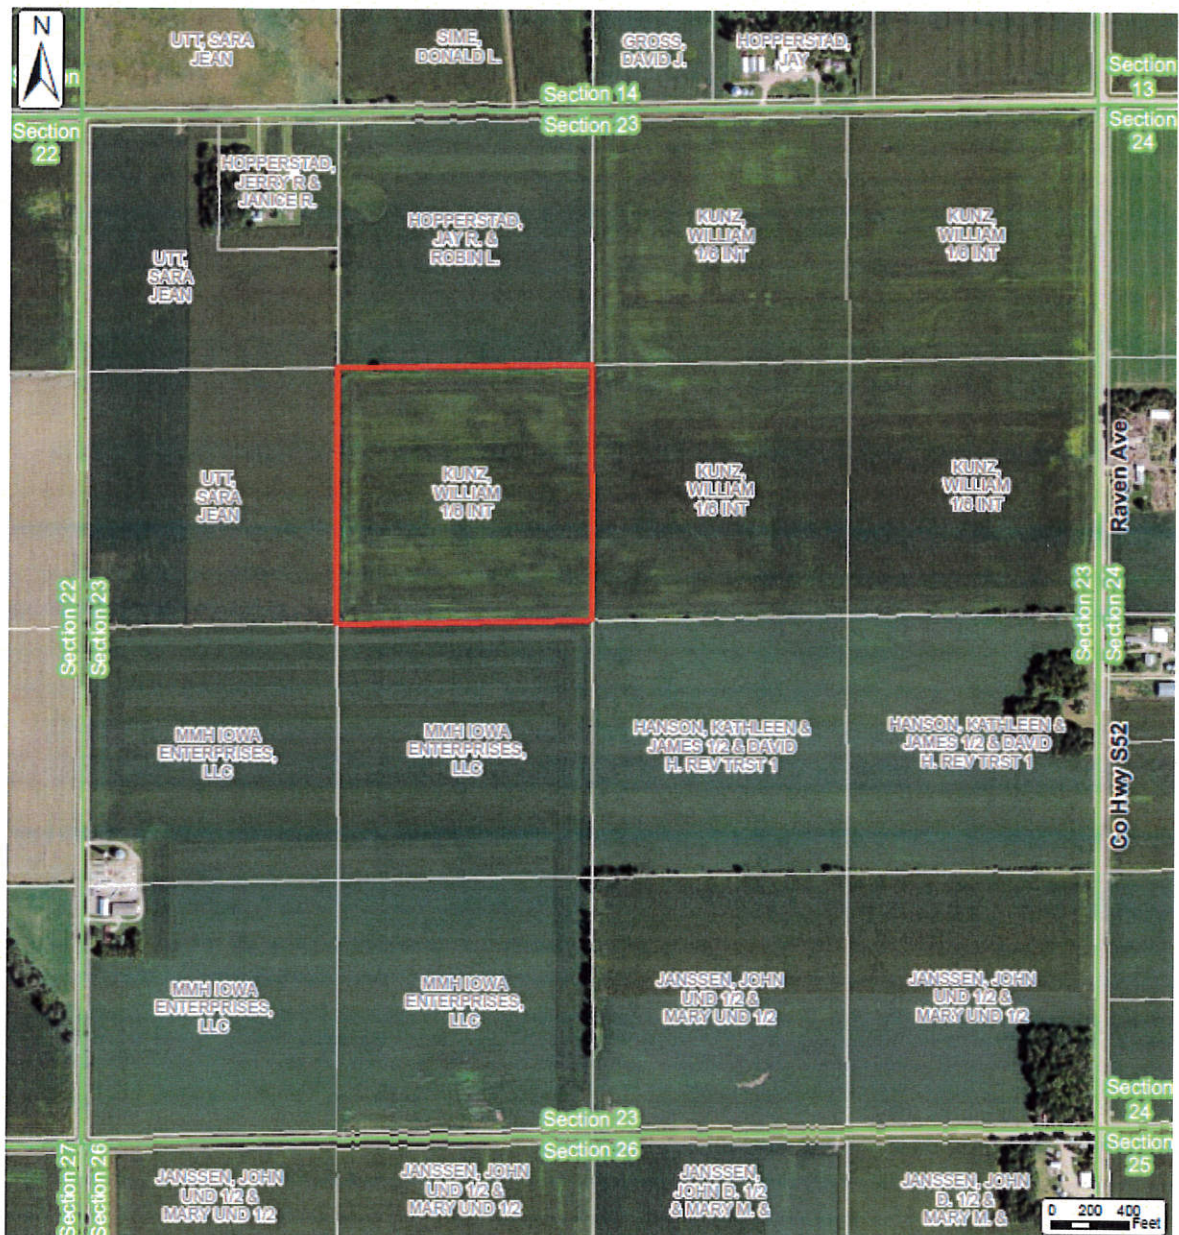 N
UTT, SARA
JEAN
SIME,
DONALD L.
GROSS,
DAVID J.
HOPPERSTAD,
JAY
Section
13
Section 14
Section 23
Section
22
Section
24
HOPPERSTAD,
JERRY R &
JANICE R.
HOPPERSTAD,
JAY R. &
ROBIN L.
KUNZ,
WILLIAM
1/6 INT
KUNZ,
WILLIAM
1/6 INT
UTT,
SARA
JEAN
UTT,
SARA
JEAN
KUNZ,
WILLIAM
1/6 INT
KUNZ,
WILLIAM
1/6 INT
KUNZ,
WILLIAM
1/6 INT
Raven Ave
Section 22
Section 23
Section 23
Section 24
MMH IOWA
ENTERPRISES,
LLC
MMH IOWA
ENTERPRISES,
LLC
HANSON, KATHLEEN &
JAMES 1/2 & DAVID
H. REV TRST 1
HANSON, KATHLEEN &
JAMES 1/2 & DAVID
H. REV TRST 1
Co Hwy S52
MMH IOWA
ENTERPRISES,
LLC
MMH IOWA
ENTERPRISES,
LLC
JANSSEN, JOHN
UND 1/2 &
MARY UND 1/2
JANSSEN, JOHN
UND 1/2 &
MARY UND 1/2
Section
24
Section 23
Section 26
Section
25
Section 27
Section 26
JANSSEN, JOHN
UND 1/2 &
MARY UND 1/2
JANSSEN, JOHN
UND 1/2 &
MARY UND 1/2
JANSSEN,
JOHN D. 1/2
& MARY M. &
JANSSEN, JOHN
D. 1/2 &
MARY M. &
0 200 400
Feet